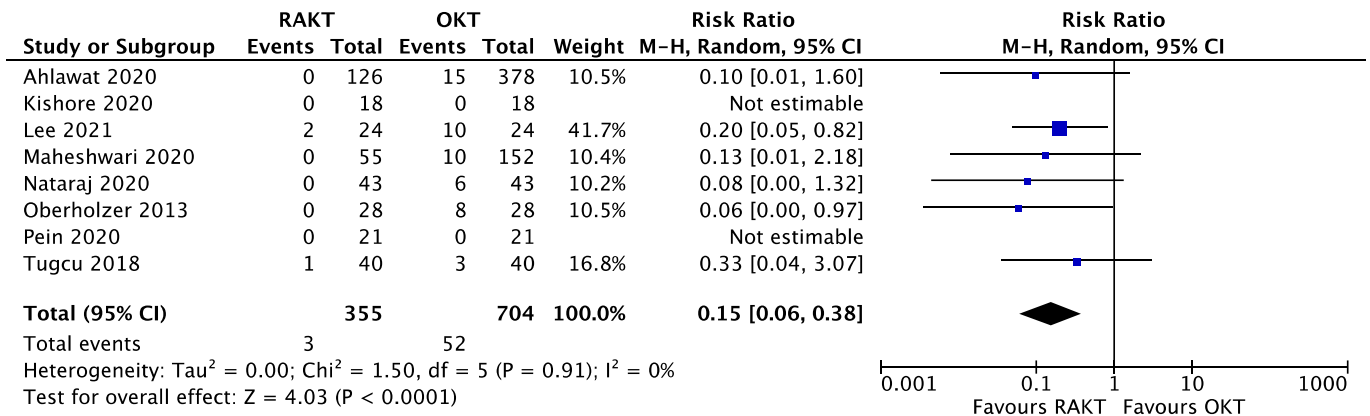 RAKT OKT Risk Ratio Risk Ratio
Study or Subgroup Events Total Events Total Weight M-H, Random, 95% CI M-H, Random, 95% CI
Ahlawat 2020 0 126 15 378 10.5% 0.10 [0.01, 1.60]
Kishore 2020 0 18 0 18 Not estimable
Lee 2021 2 24 10 24 41.7% 0.20 [0.05, 0.82]
Maheshwari 2020 0 55 10 152 10.4% 0.13 [0.01, 2.18]
Nataraj 2020 0 43 6 43 10.2% 0.08 [0.00, 1.32]
Oberholzer 2013 0 28 8 28 10.5% 0.06 [0.00, 0.97]
Pein 2020 0 21 0 21 Not estimable
Tugcu 2018 1 40 3 40 16.8% 0.33 [0.04, 3.07]
Total (95% CI) 355 704 100.0% 0.15 [0.06, 0.38]
Total events 3 52
Heterogeneity: Tau² = 0.00; Chi² = 1.50, df = 5 (P = 0.91); I² = 0%
Test for overall effect: Z = 4.03 (P < 0.0001)
0.001 0.1 1 10 1000
Favours RAKT Favours OKT